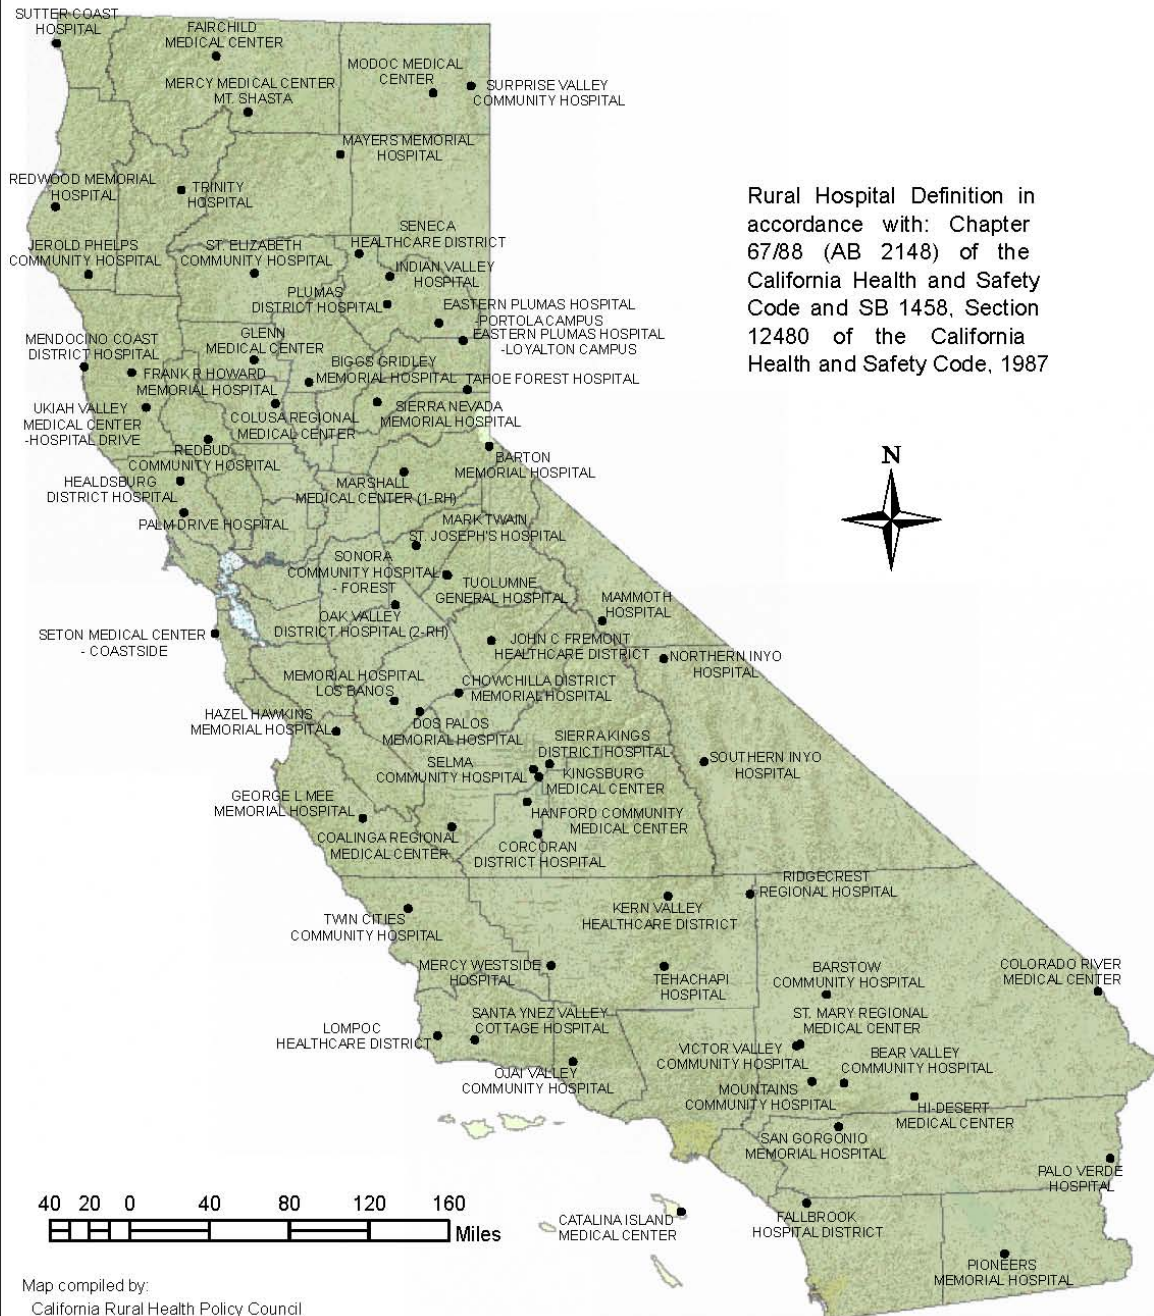 SUTTER COAST
HOSPITAL
FAIRCHILD
MEDICAL CENTER
MODOC MEDICAL
CENTER
SURPRISE VALLEY
COMMUNITY HOSPITAL
MERCY MEDICAL CENTER
MT. SHASTA
MAYERS MEMORIAL
HOSPITAL
REDWOOD MEMORIAL
HOSPITAL
TRINITY
HOSPITAL
Rural Hospital Definition in
accordance with: Chapter
67/88 (AB 2148) of the
California Health and Safety
Code and SB 1458, Section
12480 of the California
Health and Safety Code, 1987
JEROLD PHELPS
COMMUNITY HOSPITAL
ST. ELIZABETH
COMMUNITY HOSPITAL
SENECA
HEALTHCARE DISTRICT
INDIAN VALLEY
HOSPITAL
PLUMAS
DISTRICT HOSPITAL
EASTERN PLUMAS HOSPITAL
-PORTOLA CAMPUS
EASTERN PLUMAS HOSPITAL
-LOYALTON CAMPUS
MENDOCINO COAST
DISTRICT HOSPITAL
GLENN
MEDICAL CENTER
FRANK R HOWARD
MEMORIAL HOSPITAL
BIGGS GRIDLEY
MEMORIAL HOSPITAL
TAHOE FOREST HOSPITAL
UKIAH VALLEY
MEDICAL CENTER
-HOSPITAL DRIVE
COLUSA REGIONAL
MEDICAL CENTER
SIERRA NEVADA
MEMORIAL HOSPITAL
REDBUD
COMMUNITY HOSPITAL
BARTON
MEMORIAL HOSPITAL
N
HEALDSBURG
DISTRICT HOSPITAL
MARSHALL
MEDICAL CENTER (1-RH)
PALM DRIVE HOSPITAL
MARK TWAIN
ST. JOSEPH'S HOSPITAL
SONORA
COMMUNITY HOSPITAL
- FOREST
TUOLUMNE
GENERAL HOSPITAL
MAMMOTH
HOSPITAL
OAK VALLEY
DISTRICT HOSPITAL (2-RH)
SETON MEDICAL CENTER
- COASTSIDE
JOHN C FREMONT
HEALTHCARE DISTRICT
NORTHERN INYO
HOSPITAL
MEMORIAL HOSPITAL
LOS BANOS
CHOWCHILLA DISTRICT
MEMORIAL HOSPITAL
HAZEL HAWKINS
MEMORIAL HOSPITAL
DOS PALOS
MEMORIAL HOSPITAL
SIERRA KINGS
DISTRICT HOSPITAL
SELMA
COMMUNITY HOSPITAL
KINGSBURG
MEDICAL CENTER
SOUTHERN INYO
HOSPITAL
GEORGE L MEE
MEMORIAL HOSPITAL
HANFORD COMMUNITY
MEDICAL CENTER
COALINGA REGIONAL
MEDICAL CENTER
CORCORAN
DISTRICT HOSPITAL
RIDGECREST
REGIONAL HOSPITAL
TWIN CITIES
COMMUNITY HOSPITAL
KERN VALLEY
HEALTHCARE DISTRICT
MERCY WESTSIDE
HOSPITAL
TEHACHAPI
HOSPITAL
BARSTOW
COMMUNITY HOSPITAL
COLORADO RIVER
MEDICAL CENTER
LOMPOC
HEALTHCARE DISTRICT
SANTA YNEZ VALLEY
COTTAGE HOSPITAL
ST. MARY REGIONAL
MEDICAL CENTER
VICTOR VALLEY
COMMUNITY HOSPITAL
BEAR VALLEY
COMMUNITY HOSPITAL
OJAI VALLEY
COMMUNITY HOSPITAL
MOUNTAINS
COMMUNITY HOSPITAL
HI-DESERT
MEDICAL CENTER
SAN GORGONIO
MEMORIAL HOSPITAL
PALO VERDE
HOSPITAL
CATALINA ISLAND
MEDICAL CENTER
FALLBROOK
HOSPITAL DISTRICT
PIONEERS
MEMORIAL HOSPITAL
40 20 0 40 80 120 160
Miles
Map compiled by:
California Rural Health Policy Council